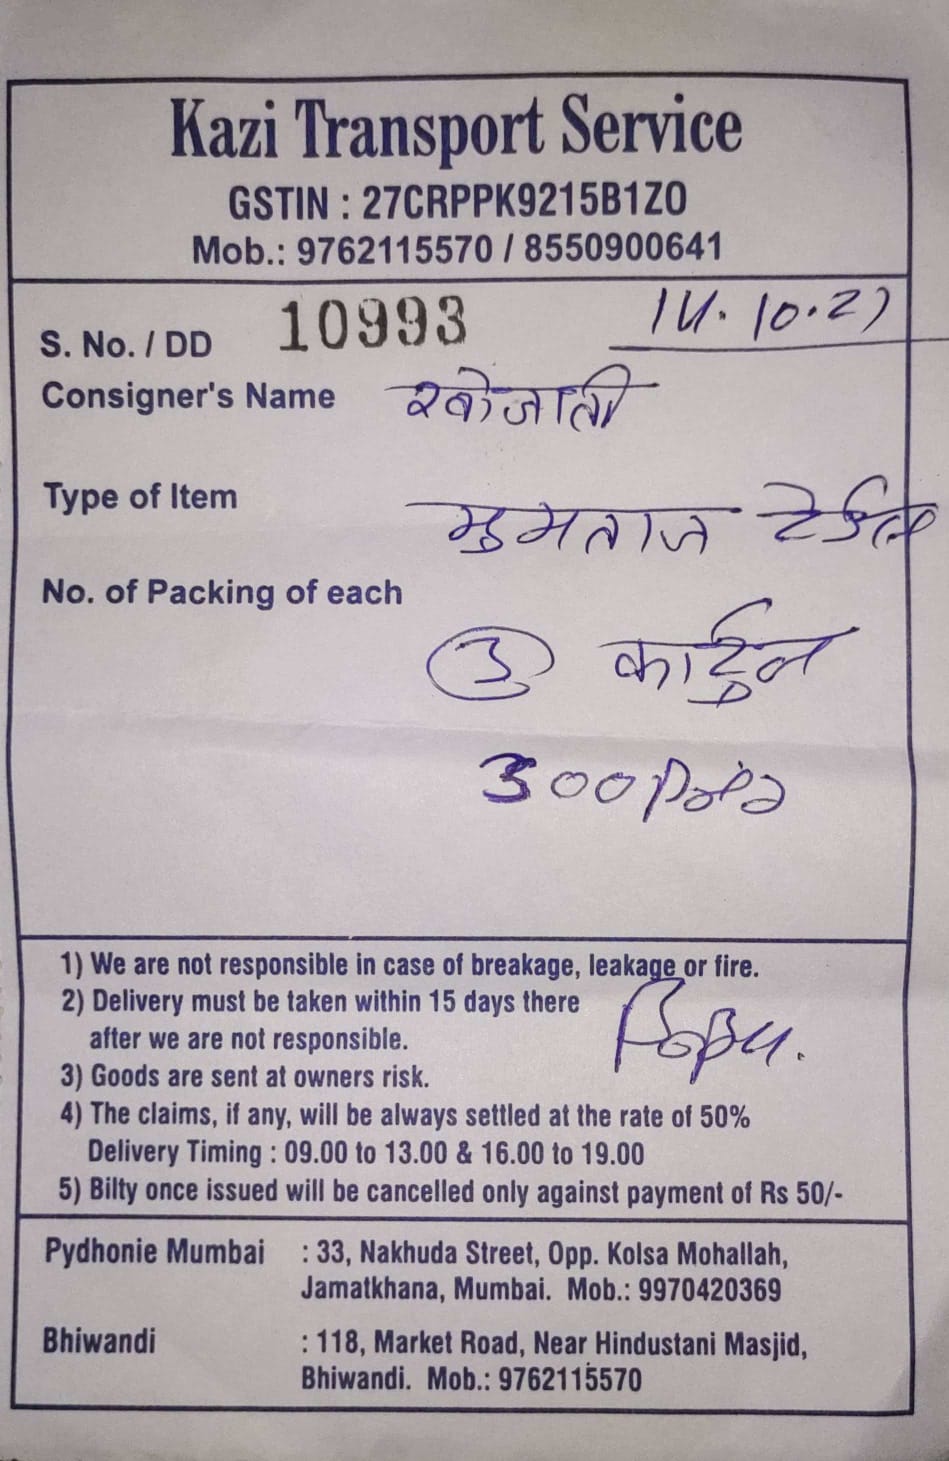 Kazi Transport Service
GSTIN : 27CRPPK9215B1ZO
Mob.: 9762115570 / 8550900641
S. No. / DD 10993
Consigner's Name
Type of Item मुमताज
No. of Packing of each
3 कार्टुन
300
1) We are not responsible in case of breakage, leakage or fire.
2) Delivery must be taken within 15 days there
after we are not responsible.
3) Goods are sent at owners risk.
4) The claims, if any, will be always settled at the rate of 50%
Delivery Timing : 09.00 to 13.00 & 16.00 to 19.00
5) Bilty once issued will be cancelled only against payment of Rs 50/-
Pydhonie Mumbai : 33, Nakhuda Street, Opp. Kolsa Mohallah,
Jamatkhana, Mumbai. Mob.: 9970420369
Bhiwandi : 118, Market Road, Near Hindustani Masjid,
Bhiwandi. Mob.: 9762115570